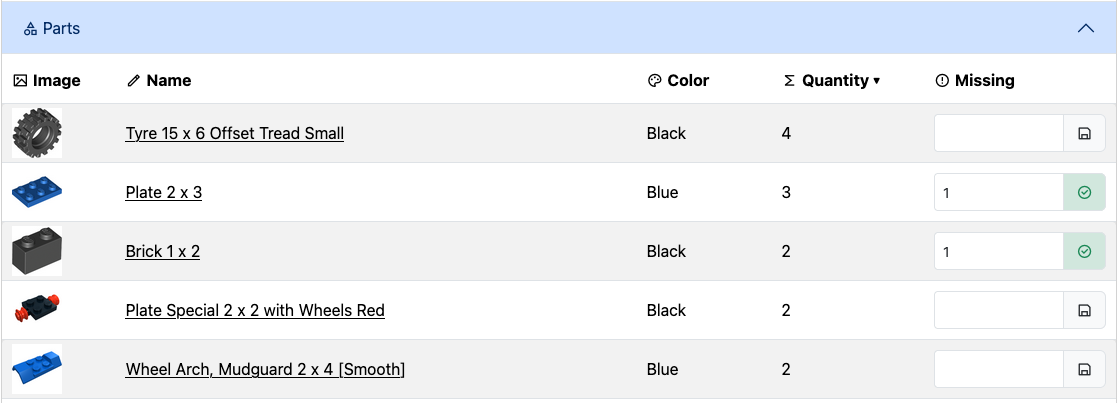 Parts
Image Name Color Quantity Missing
Tyre 15 x 6 Offset Tread Small Black 4
Plate 2 x 3 Blue 3 1
Brick 1 x 2 Black 2 1
Plate Special 2 x 2 with Wheels Red Black 2
Wheel Arch, Mudguard 2 x 4 [Smooth] Blue 2